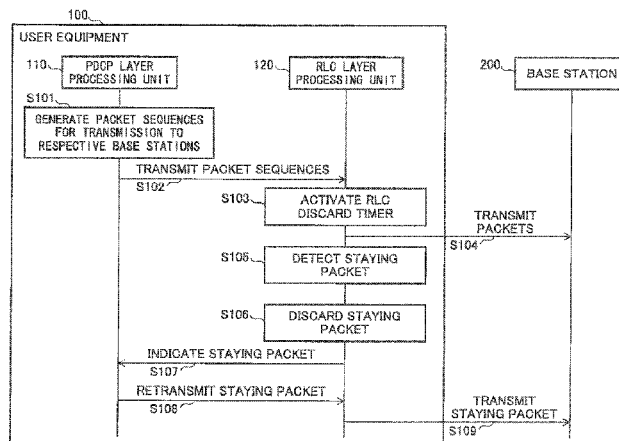 100
USER EQUIPMENT
110
PDCP LAYER
PROCESSING UNIT
120
RLC LAYER
PROCESSING UNIT
200
BASE STATION
S101
GENERATE PACKET SEQUENCES
FOR TRANSMISSION TO
RESPECTIVE BASE STATIONS
TRANSMIT PACKET SEQUENCES
S102
S103
ACTIVATE RLC
DISCARD TIMER
TRANSMIT
PACKETS
S104
S105
DETECT STAYING
PACKET
S106
DISCARD STAYING
PACKET
INDICATE STAYING PACKET
S107
RETRANSMIT STAYING PACKET
S108
TRANSMIT
STAYING PACKET
S109